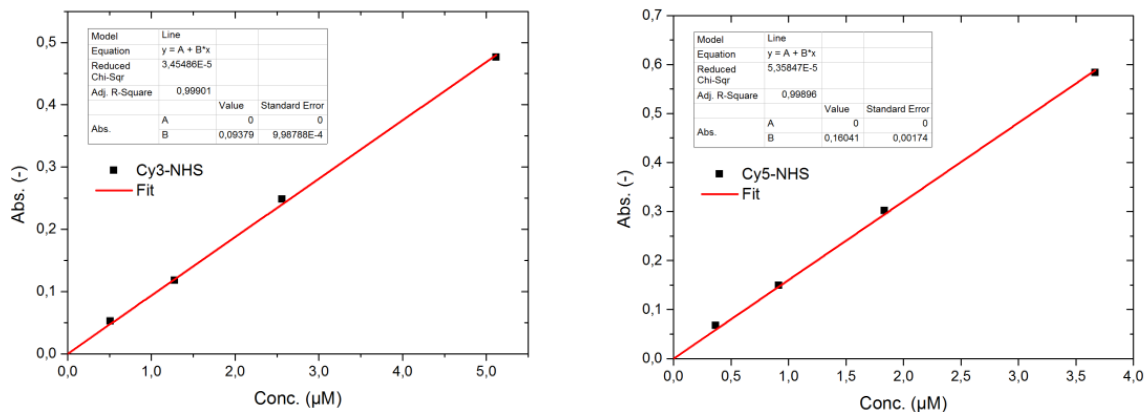 0,5
0,4
0,3
0,2
0,1
0,0
Abs. (-)
Model Line
Equation y = A + B*x
Reduced Chi-Sqr 3,45486E-5
Adj. R-Square 0,99901
Value Standard Error
Abs. A 0 0
B 0,09379 9,98788E-4
Cy3-NHS
Fit
0,0 1,0 2,0 3,0 4,0 5,0
Conc. (µM)
0,7
0,6
0,5
0,4
0,3
0,2
0,1
0,0
Abs. (-)
Model Line
Equation y = A + B*x
Reduced Chi-Sqr 5,35847E-5
Adj. R-Square 0,99896
Value Standard Error
Abs. A 0 0
B 0,16041 0,00174
Cy5-NHS
Fit
0,0 0,5 1,0 1,5 2,0 2,5 3,0 3,5 4,0
Conc. (µM)